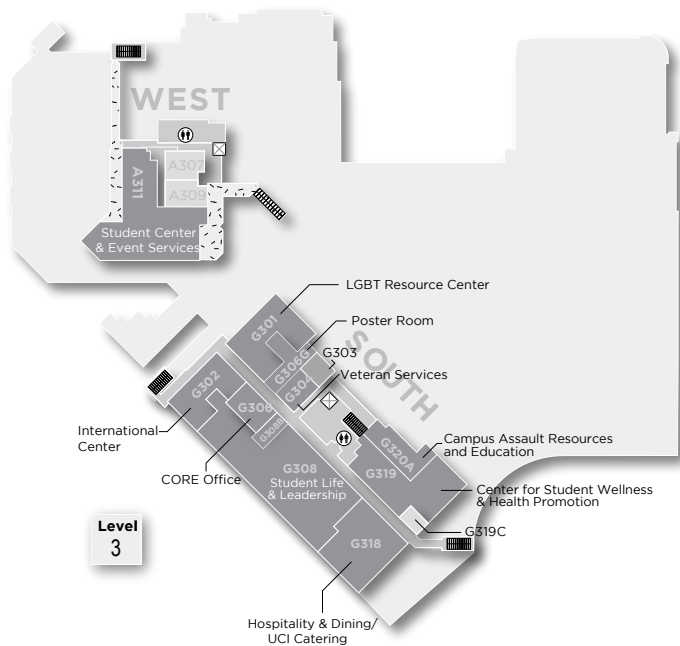 WEST
A307
A309
A311
Student Center
& Event Services
LGBT Resource Center
Poster Room
SOUTH
G301
G303
G306G
Veteran Services
G304
G302
G306
G308B
International
Center
CORE Office
G308
Student Life
& Leadership
G320A
Campus Assault Resources
and Education
G319
Center for Student Wellness
& Health Promotion
G319C
G318
Level
3
Hospitality & Dining/
UCI Catering